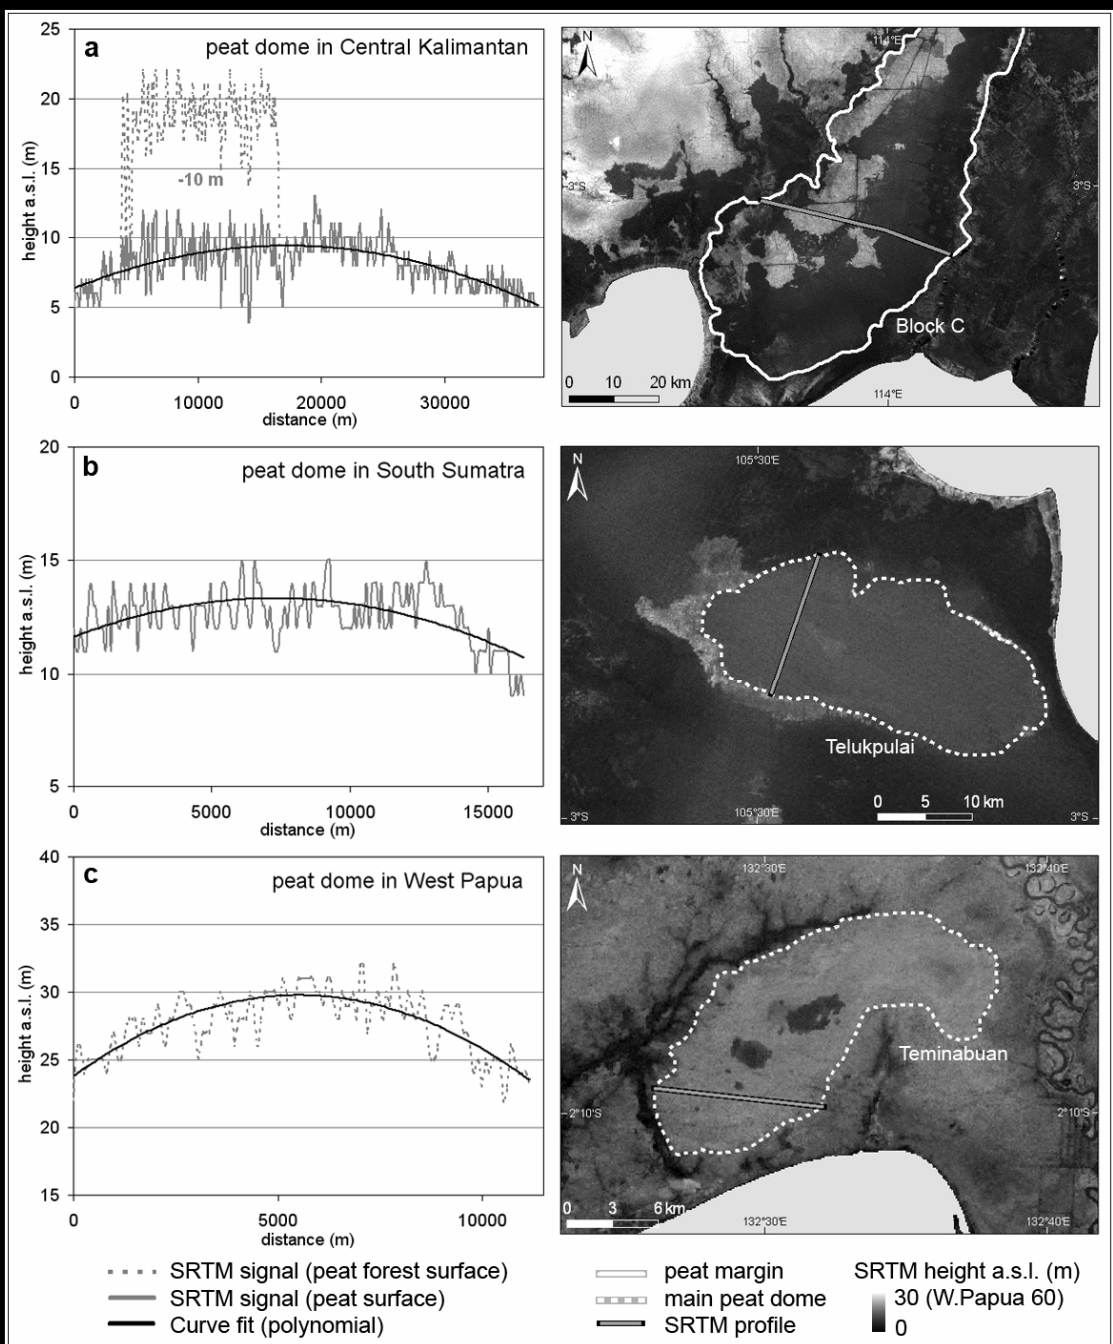 a
peat dome in Central Kalimantan
25
20
15
10
5
0
-10 m
height a.s.l. (m)
0 10000 20000 30000
distance (m)
N
114°E
3°S
3°S
Block C
0 10 20 km
114°E
b
peat dome in South Sumatra
20
15
10
5
height a.s.l. (m)
0 5000 10000 15000
distance (m)
N
105°30'E
Telukpulai
0 5 10 km
105°30'E
3°S
3°S
c
peat dome in West Papua
40
35
30
25
20
15
height a.s.l. (m)
0 5000 10000
distance (m)
N
132°30'E
132°40'E
Teminabuan
2°10'S
2°10'S
0 3 6 km
132°30'E
132°40'E
SRTM signal (peat forest surface)
SRTM signal (peat surface)
Curve fit (polynomial)
peat margin
main peat dome
SRTM profile
SRTM height a.s.l. (m)
30 (W.Papua 60)
0